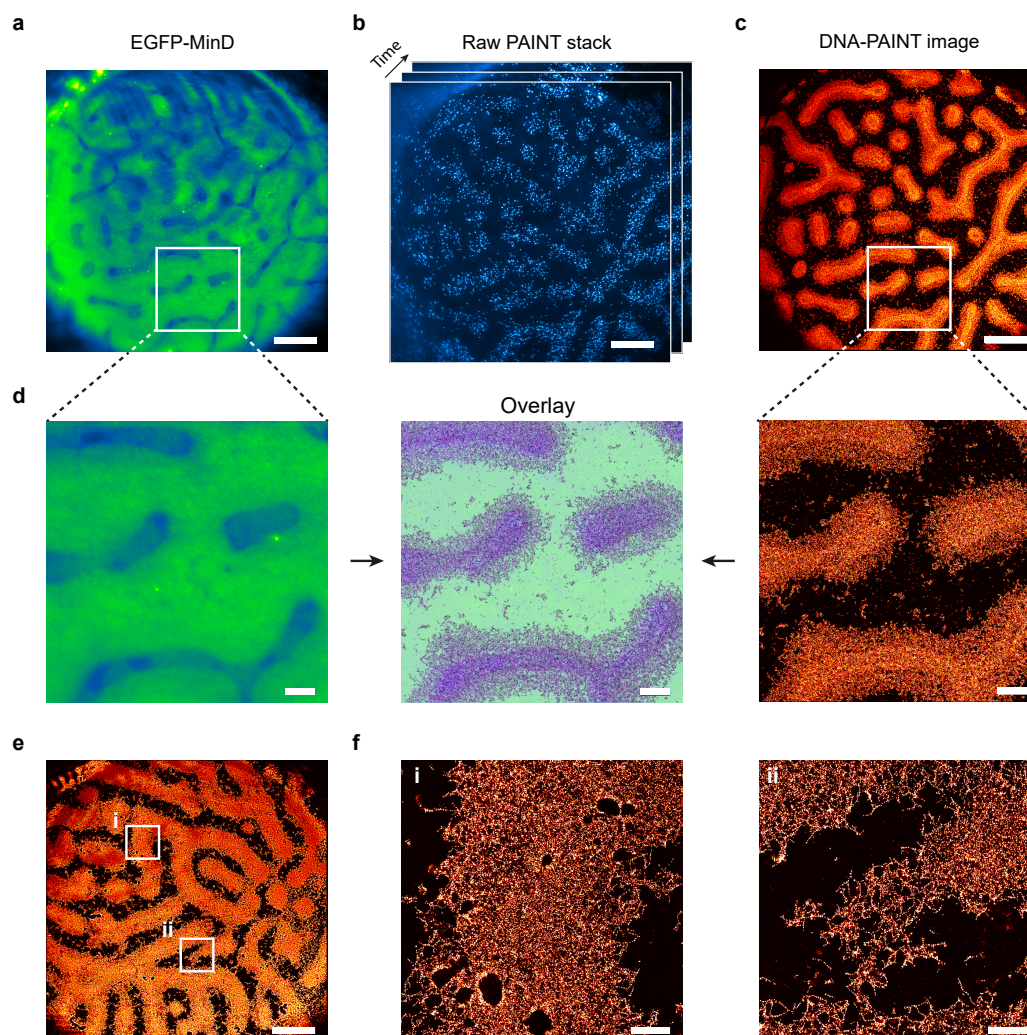 a
EGFP-MinD
b
Raw PAINT stack
Time
c
DNA-PAINT image
d
Overlay
e
i
ii
f
i
ii